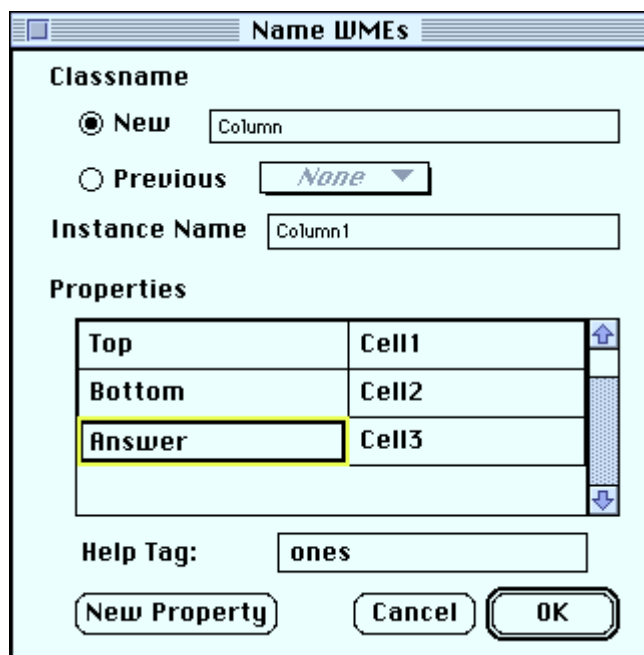 Name WMEs
Classname
New Column
Previous None
Instance Name Column1
Properties
Top Cell1
Bottom Cell2
Answer Cell3
Help Tag: ones
New Property Cancel OK